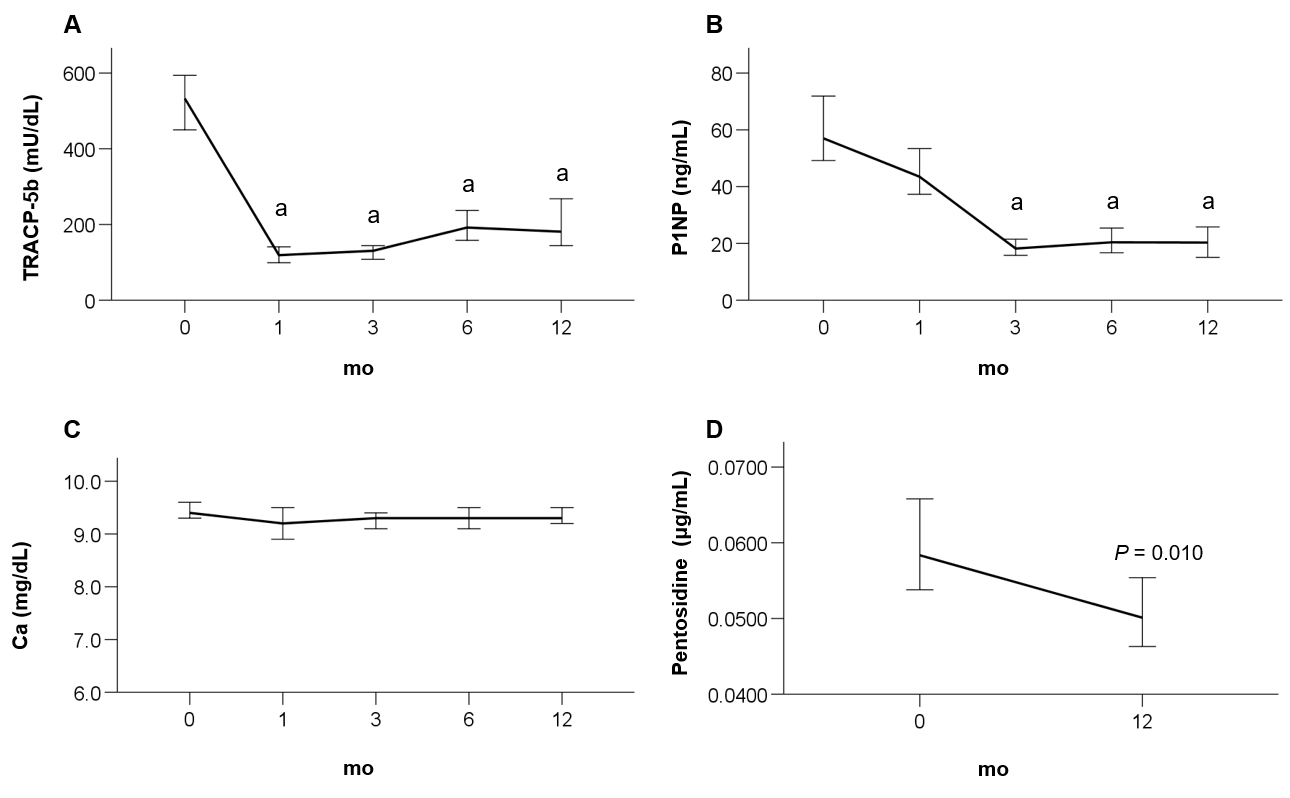 A
TRACP-5b (mU/dL)
600
400
200
0
a
a
a
a
0 1 3 6 12
mo
B
P1NP (ng/mL)
80
60
40
20
0
a
a
a
0 1 3 6 12
mo
C
Ca (mg/dL)
10.0
9.0
8.0
7.0
6.0
0 1 3 6 12
mo
D
Pentosidine (µg/mL)
0.0700
0.0600
0.0500
0.0400
P = 0.010
0 12
mo